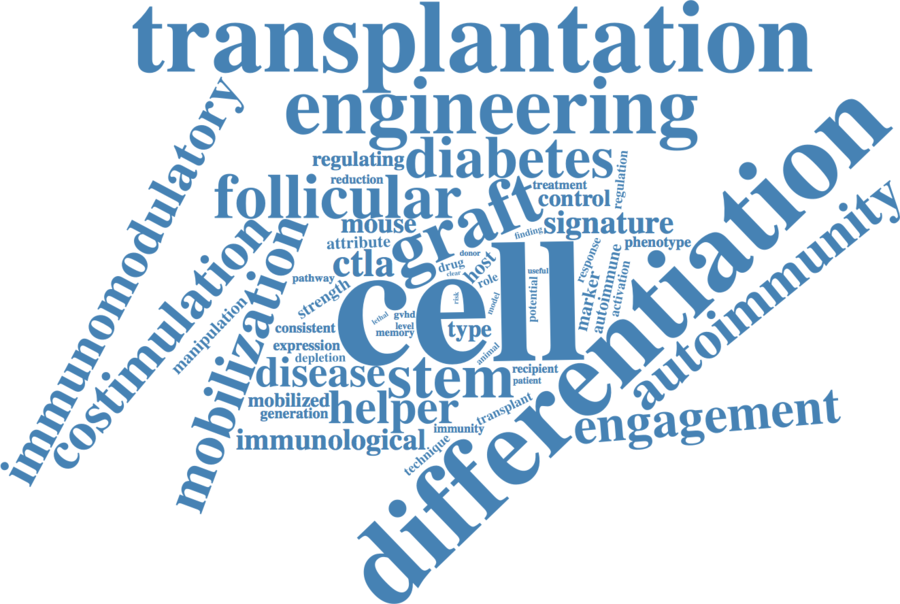 transplantation
engineering
immunomodulatory
regulating
diabetes
regulation
reduction
treatment
follicular
graft
control
differentiation
mouse
signature
attribute
finding
phenotype
autoimmunity
costimulation
mobilization
ctla
donor
drug
host
clear
role
response
autoimmune
marker
activation
pathway
strength
cell
useful
potential
risk
model
manipulation
lethal
gvhd
level
memory
type
consistent
expression
animal
depletion
disease
stem
recipient
patient
mobilized
generation
helper
transplant
engagement
immunity
immunological
technique